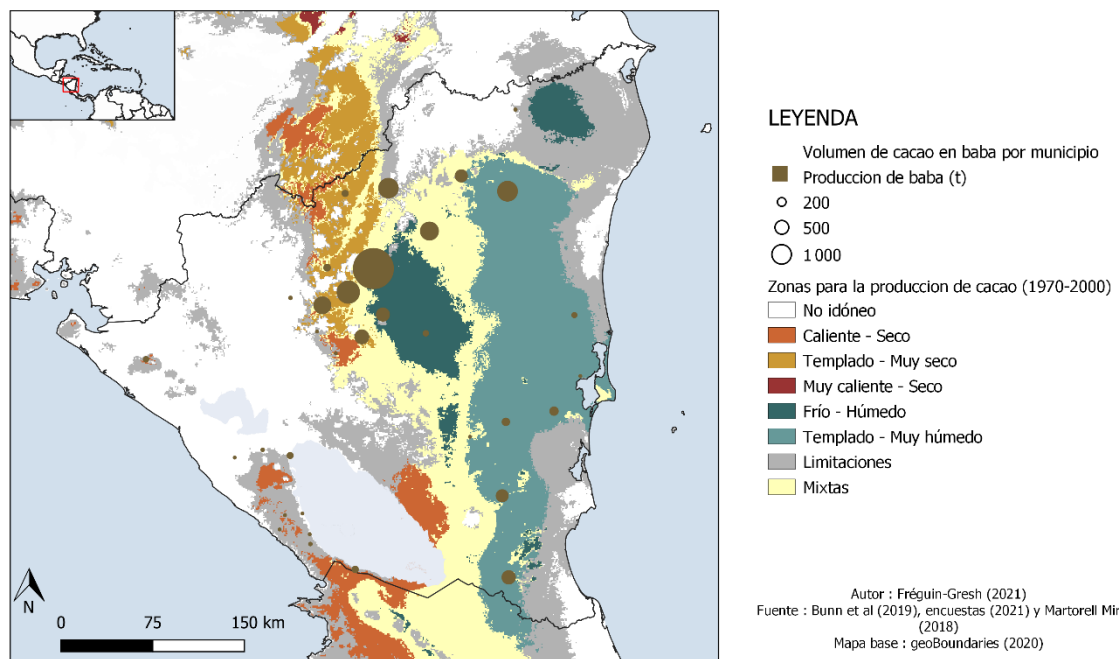 LEYENDA
Volumen de cacao en baba por municipio
Produccion de baba (t)
200
500
1 000
Zonas para la produccion de cacao (1970-2000)
No idóneo
Caliente - Seco
Templado - Muy seco
Muy caliente - Seco
Frío - Húmedo
Templado - Muy húmedo
Limitaciones
Mixtas
N
0 75 150 km
Autor : Fréguin-Gresh (2021)
Fuente : Bunn et al (2019), encuestas (2021) y Martorell Mir
(2018)
Mapa base : geoBoundaries (2020)